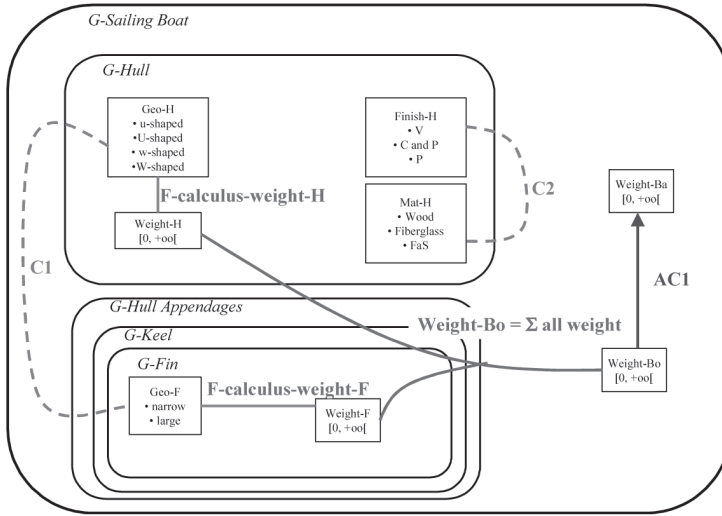 G-Sailing Boat
G-Hull
Geo-H
• u-shaped
•U-shaped
• w-shaped
•W-shaped
Finish-H
• V
• C and P
• P
F-calculus-weight-H
C2
Weight-Ba
[0, +oo[
Mat-H
• Wood
• Fiberglass
• FaS
Weight-H
[0, +oo[
C1
AC1
G-Hull Appendages
Weight-Bo = Σ all weight
G-Keel
G-Fin
Weight-Bo
[0, +oo[
Geo-F
• narrow
• large
F-calculus-weight-F
Weight-F
[0, +oo[